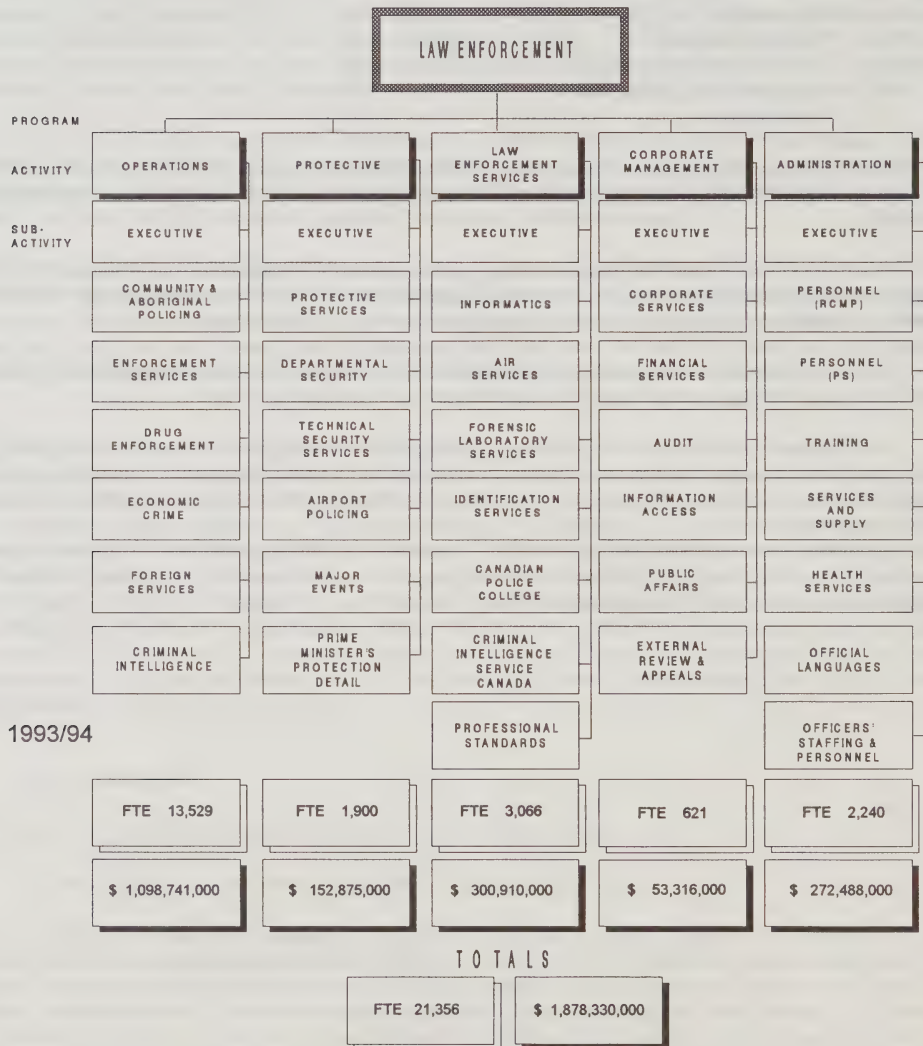 LAW ENFORCEMENT
PROGRAM
ACTIVITY
OPERATIONS
PROTECTIVE
LAW
ENFORCEMENT
SERVICES
CORPORATE
MANAGEMENT
ADMINISTRATION
SUB-
ACTIVITY
EXECUTIVE
EXECUTIVE
EXECUTIVE
EXECUTIVE
EXECUTIVE
COMMUNITY &
ABORIGINAL
POLICING
PROTECTIVE
SERVICES
INFORMATICS
CORPORATE
SERVICES
PERSONNEL
(RCMP)
ENFORCEMENT
SERVICES
DEPARTMENTAL
SECURITY
AIR
SERVICES
FINANCIAL
SERVICES
PERSONNEL
(PS)
DRUG
ENFORCEMENT
TECHNICAL
SECURITY
SERVICES
FORENSIC
LABORATORY
SERVICES
AUDIT
TRAINING
ECONOMIC
CRIME
AIRPORT
POLICING
IDENTIFICATION
SERVICES
INFORMATION
ACCESS
SERVICES
AND
SUPPLY
FOREIGN
SERVICES
MAJOR
EVENTS
CANADIAN
POLICE
COLLEGE
PUBLIC
AFFAIRS
HEALTH
SERVICES
CRIMINAL
INTELLIGENCE
PRIME
MINISTER'S
PROTECTION
DETAIL
CRIMINAL
INTELLIGENCE
SERVICE
CANADA
EXTERNAL
REVIEW &
APPEALS
OFFICIAL
LANGUAGES
1993/94
PROFESSIONAL
STANDARDS
OFFICERS'
STAFFING &
PERSONNEL
FTE 13,529
FTE 1,900
FTE 3,066
FTE 621
FTE 2,240
$ 1,098,741,000
$ 152,875,000
$ 300,910,000
$ 53,316,000
$ 272,488,000
TOTALS
FTE 21,356
$ 1,878,330,000